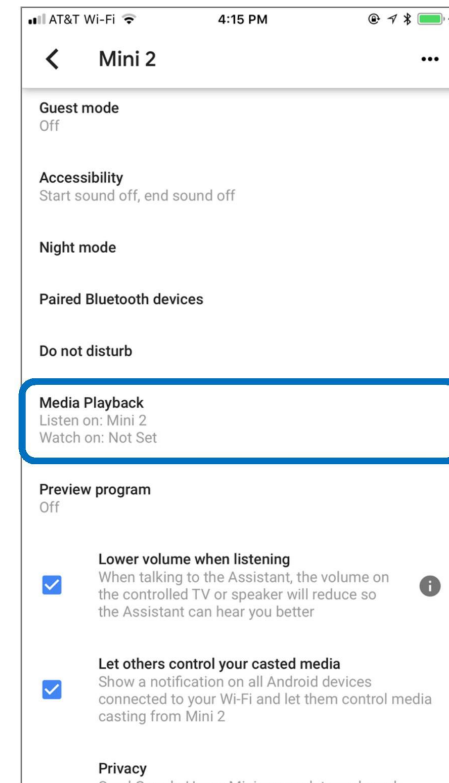 AT&T Wi-Fi 4:15 PM
Mini 2
Guest mode
Off
Accessibility
Start sound off, end sound off
Night mode
Paired Bluetooth devices
Do not disturb
Media Playback
Listen on: Mini 2
Watch on: Not Set
Preview program
Off
Lower volume when listening
When talking to the Assistant, the volume on
the controlled TV or speaker will reduce so
the Assistant can hear you better
Let others control your casted media
Show a notification on all Android devices
connected to your Wi-Fi and let them control media
casting from Mini 2
Privacy